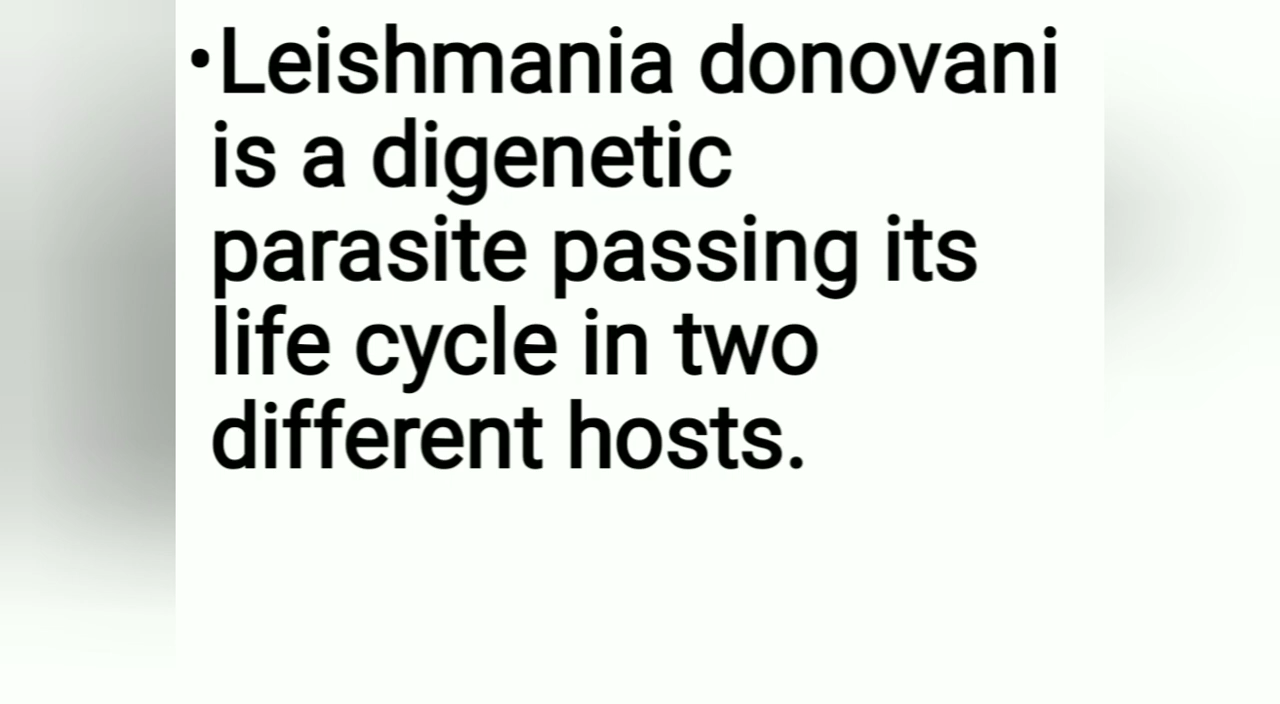 •Leishmania donovani
is a digenetic
parasite passing its
life cycle in two
different hosts.